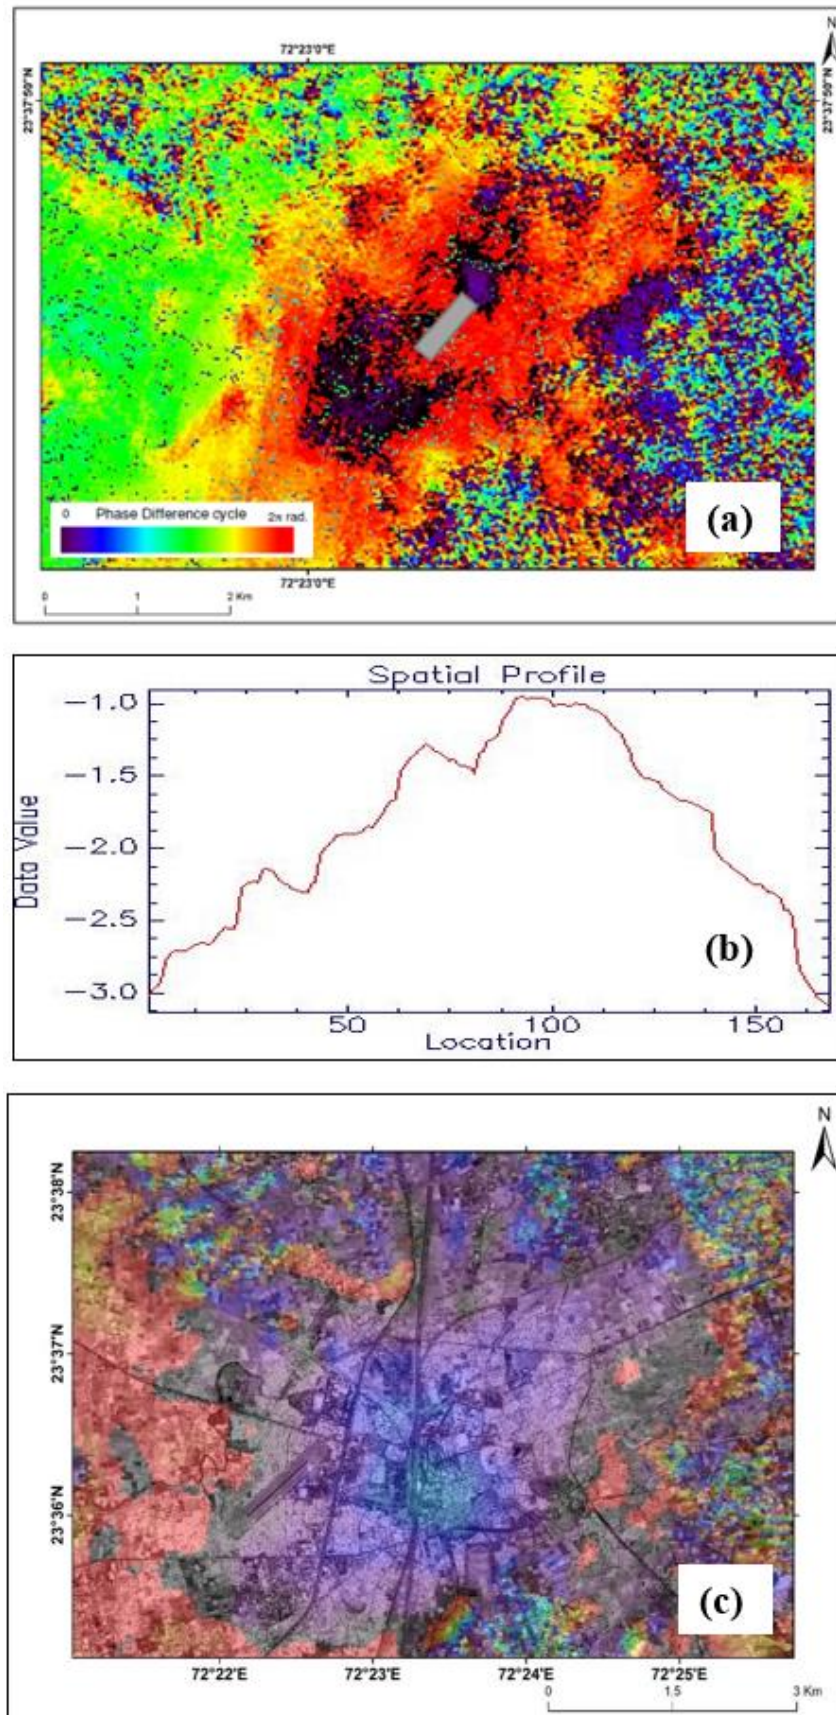 N
72°23'0"E
23°37'50"N
23°37'50"N
0 Phase Difference cycle 2π rad.
(a)
72°23'0"E
0 1 2 Km
Spatial Profile
Data Value
−1.0
−1.5
−2.0
−2.5
−3.0
(b)
50 100 150
Location
N
23°38'N
23°37'N
23°36'N
(c)
72°22'E 72°23'E 72°24'E 72°25'E
0 1.5 3 Km